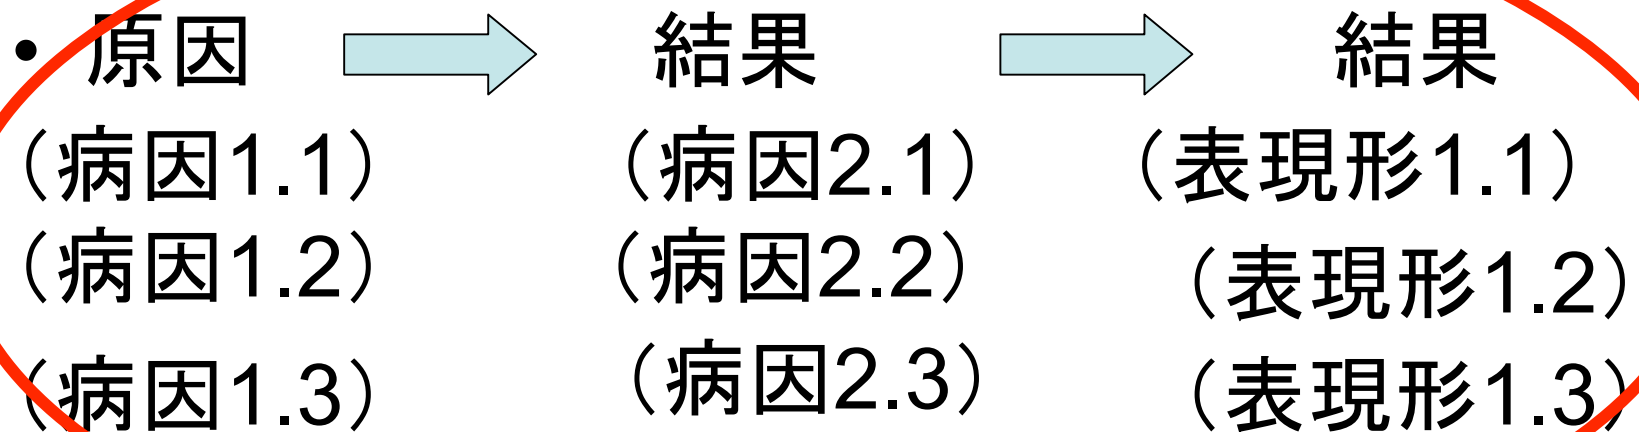 • 原因 結果 結果
（病因1.1） （病因2.1） （表現形1.1）
（病因1.2） （病因2.2） （表現形1.2）
（病因1.3） （病因2.3） （表現形1.3）